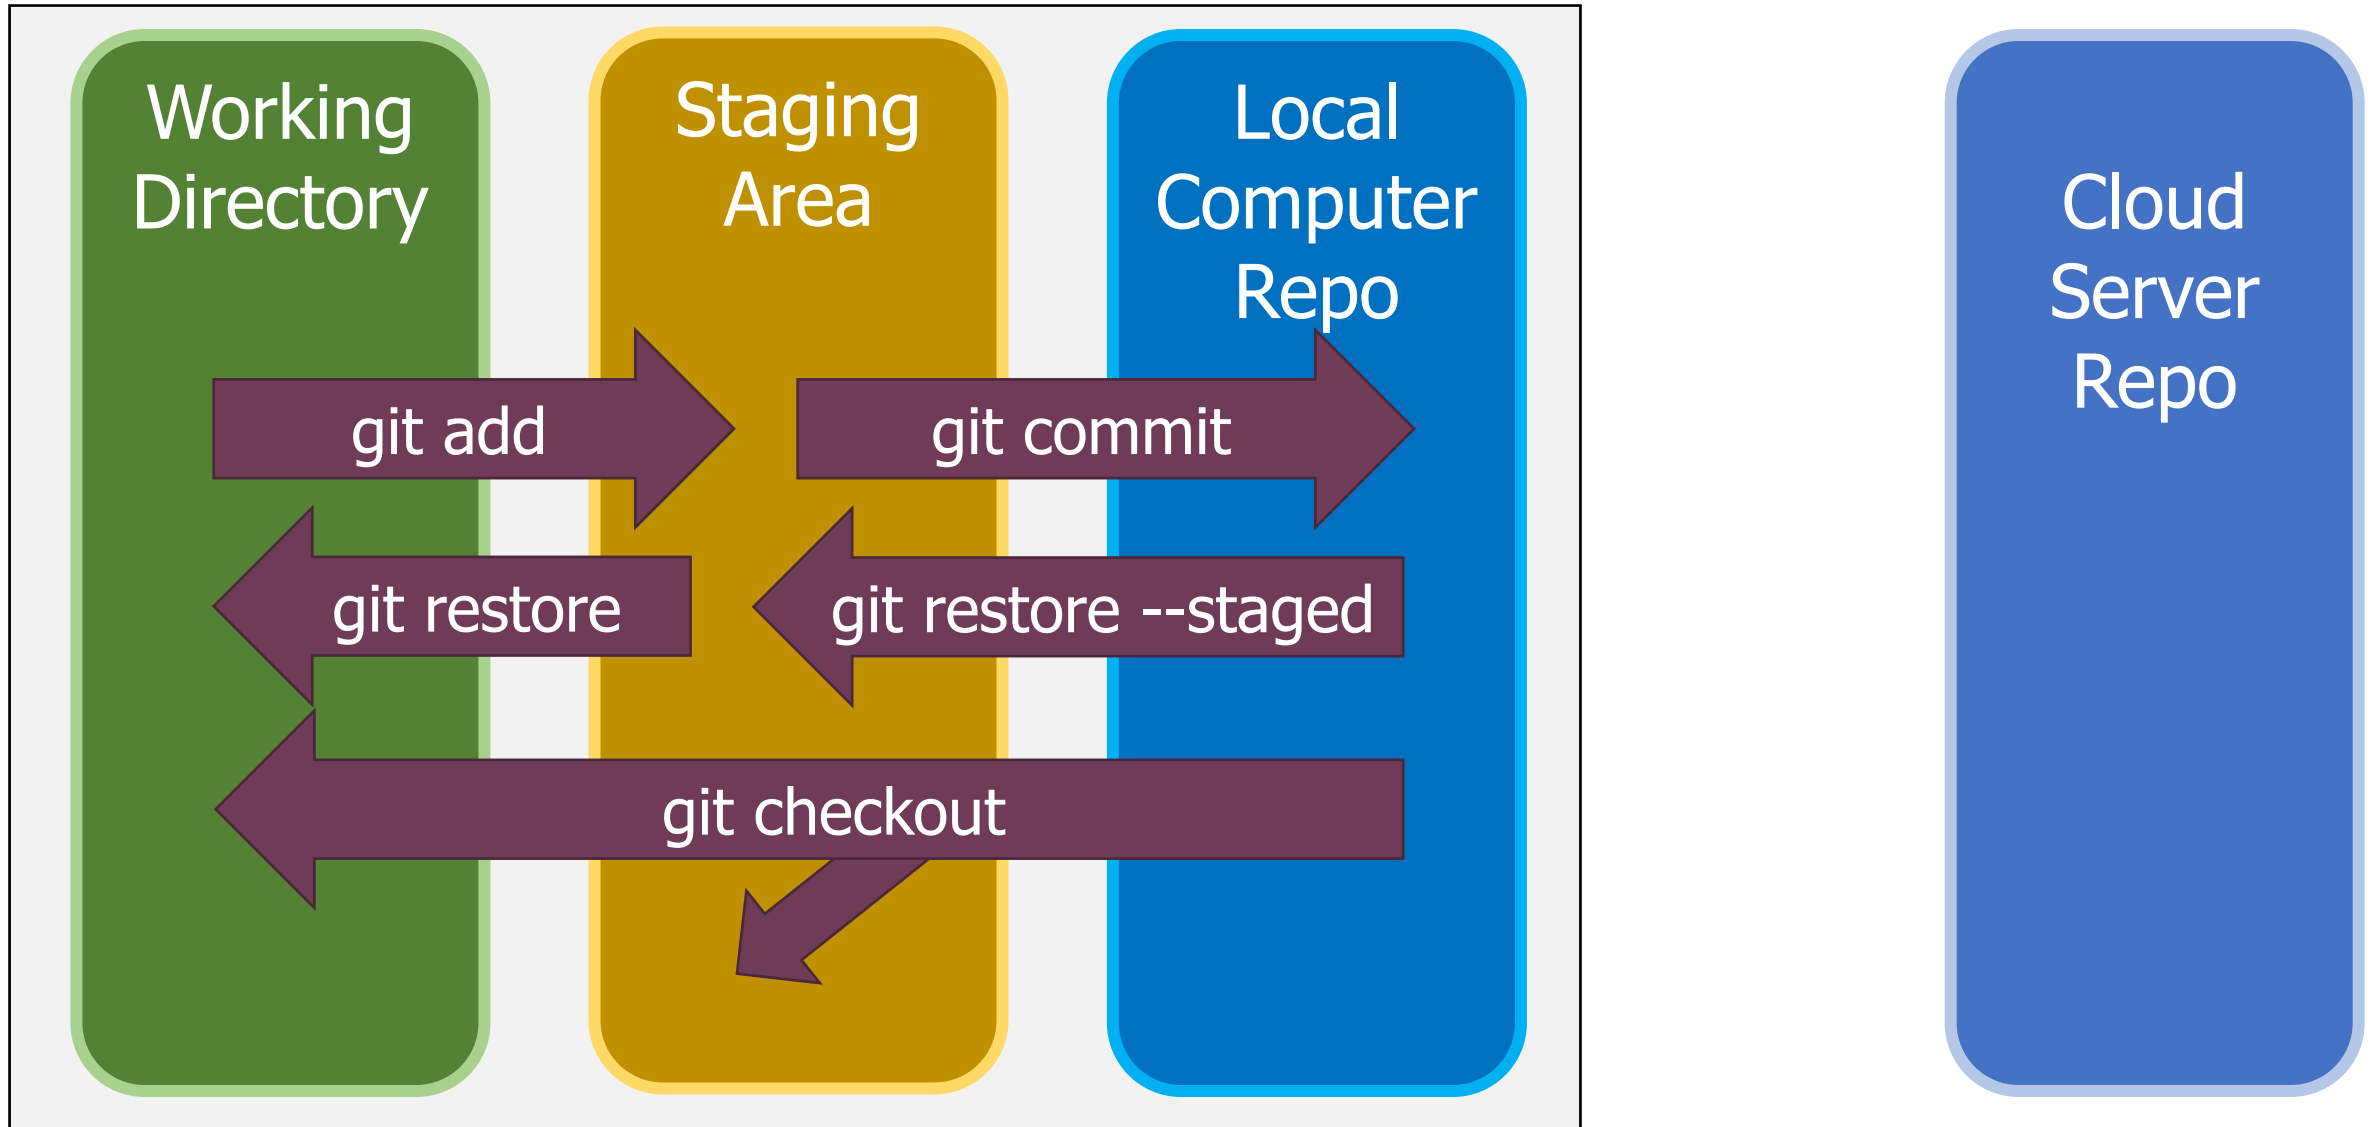 Working
Directory
Staging
Area
Local
Computer
Repo
Cloud
Server
Repo
git add
git commit
git restore
git restore --staged
git checkout